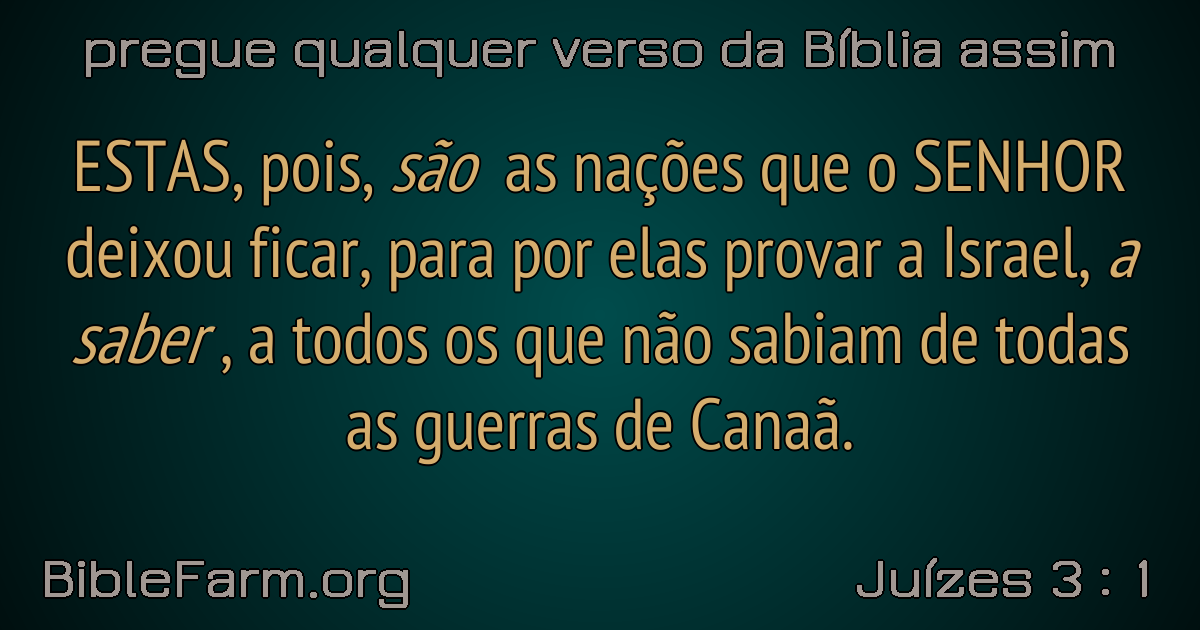 pregue qualquer verso da Bíblia assim
ESTAS, pois, são as nações que o SENHOR
deixou ficar, para por elas provar a Israel, a
saber , a todos os que não sabiam de todas
as guerras de Canaã.
BibleFarm.org
Juízes 3 : 1